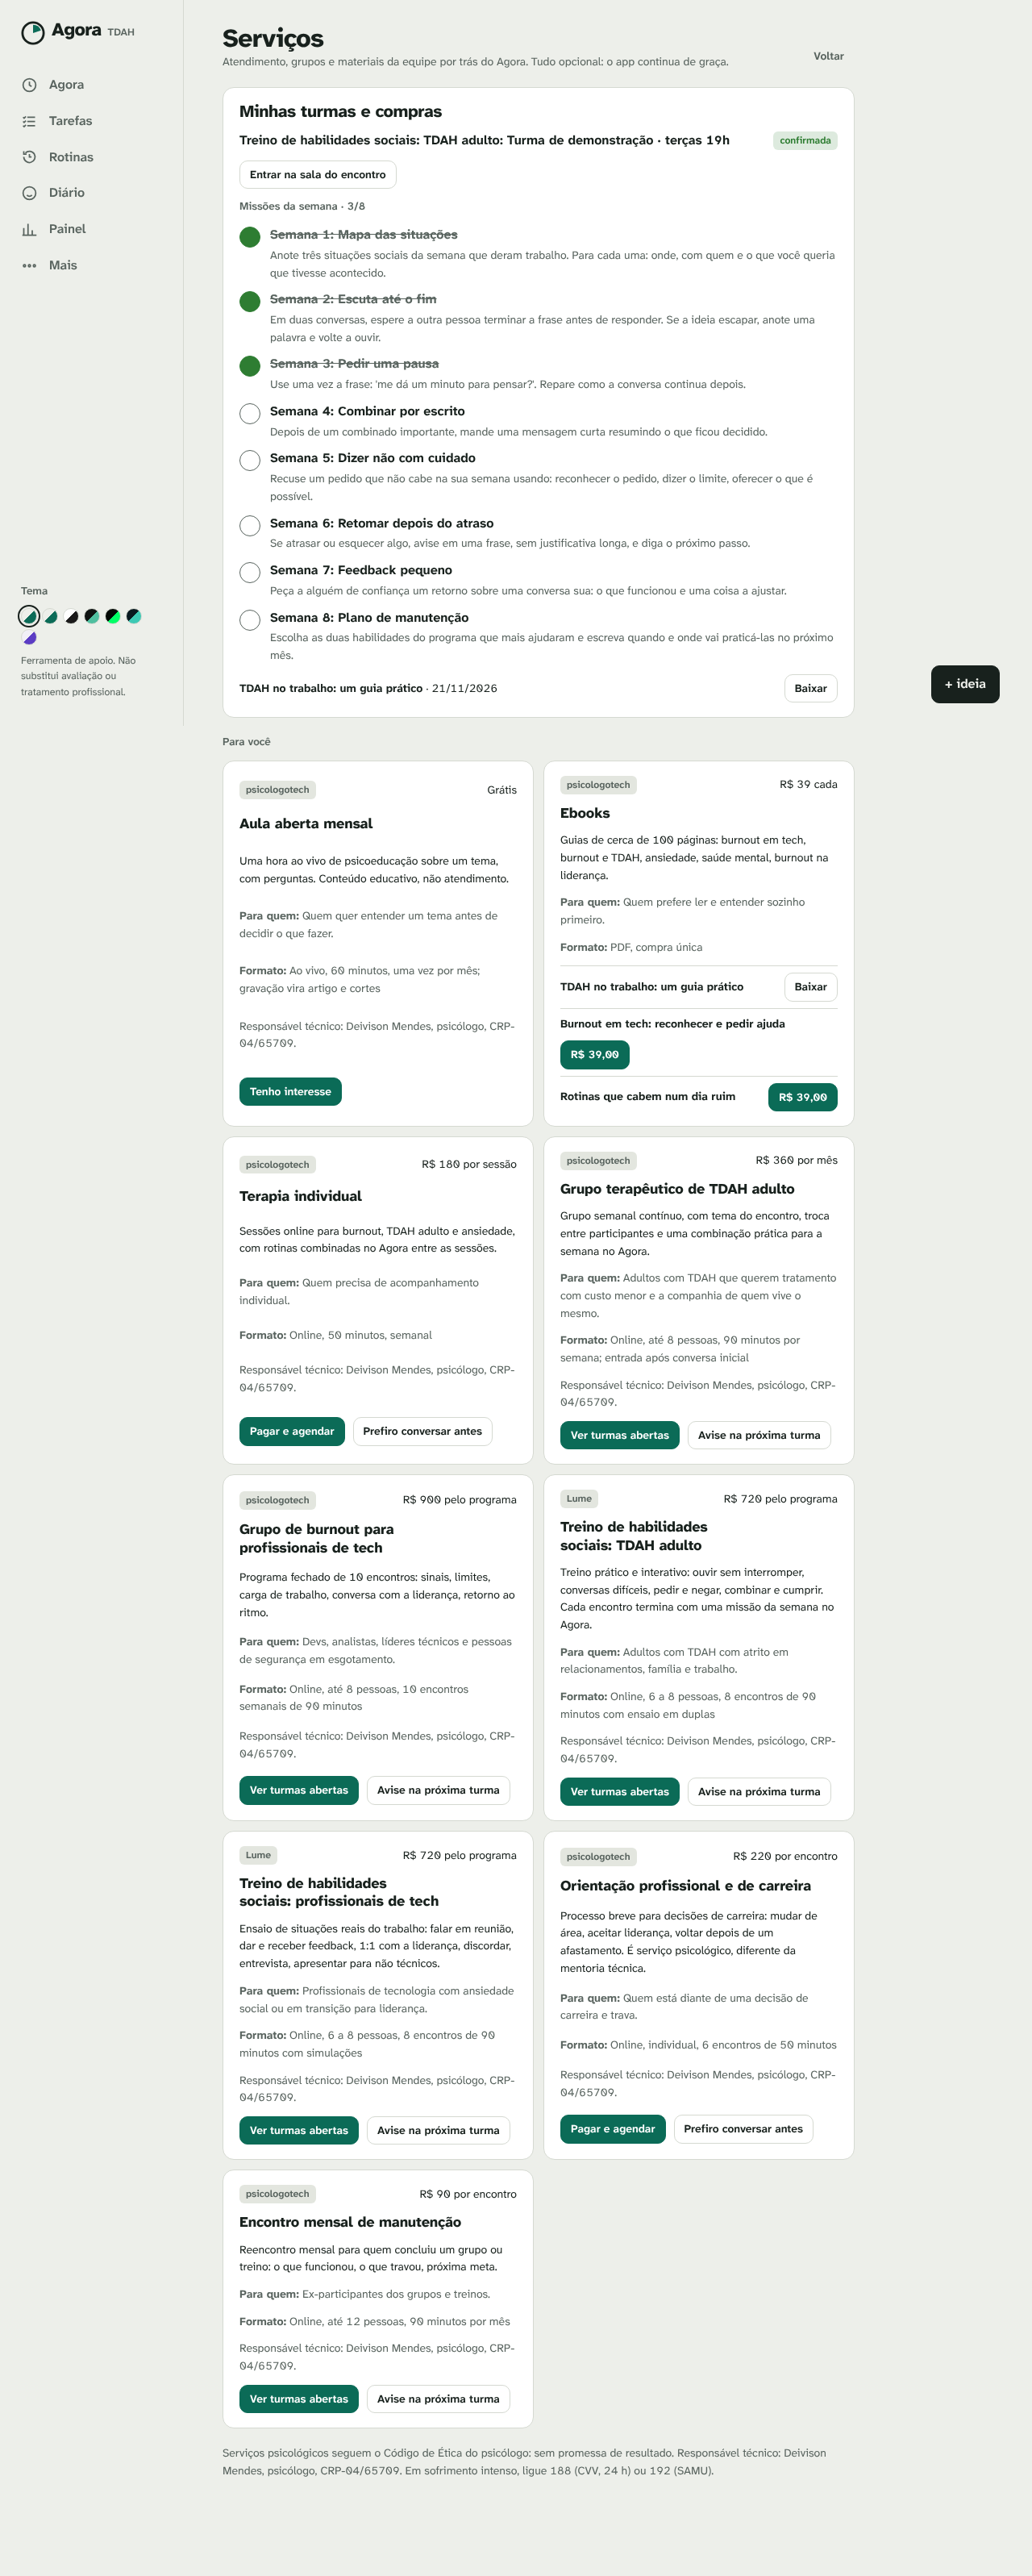 Agora TDAH
Agora
Tarefas
Rotinas
Diário
Painel
Mais
Tema
Ferramenta de apoio. Não
substitui avaliação ou
tratamento profissional.
Serviços
Atendimento, grupos e materiais da equipe por trás do Agora. Tudo opcional: o app continua de graça.
Voltar
Minhas turmas e compras
Treino de habilidades sociais: TDAH adulto: Turma de demonstração · terças 19h
confirmada
Entrar na sala do encontro
Missões da semana · 3/8
Semana 1: Mapa das situações
Anote três situações sociais da semana que deram trabalho. Para cada uma: onde, com quem e o que você queria
que tivesse acontecido.
Semana 2: Escuta até o fim
Em duas conversas, espere a outra pessoa terminar a frase antes de responder. Se a ideia escapar, anote uma
palavra e volte a ouvir.
Semana 3: Pedir uma pausa
Use uma vez a frase: 'me dá um minuto para pensar?'. Repare como a conversa continua depois.
Semana 4: Combinar por escrito
Depois de um combinado importante, mande uma mensagem curta resumindo o que ficou decidido.
Semana 5: Dizer não com cuidado
Recuse um pedido que não cabe na sua semana usando: reconhecer o pedido, dizer o limite, oferecer o que é
possível.
Semana 6: Retomar depois do atraso
Se atrasar ou esquecer algo, avise em uma frase, sem justificativa longa, e diga o próximo passo.
Semana 7: Feedback pequeno
Peça a alguém de confiança um retorno sobre uma conversa sua: o que funcionou e uma coisa a ajustar.
Semana 8: Plano de manutenção
Escolha as duas habilidades do programa que mais ajudaram e escreva quando e onde vai praticá-las no próximo
mês.
TDAH no trabalho: um guia prático · 21/11/2026
Baixar
+ ideia
Para você
psicologotech
Grátis
Aula aberta mensal
Uma hora ao vivo de psicoeducação sobre um tema,
com perguntas. Conteúdo educativo, não atendimento.
Para quem: Quem quer entender um tema antes de
decidir o que fazer.
Formato: Ao vivo, 60 minutos, uma vez por mês;
gravação vira artigo e cortes
Responsável técnico: Deivison Mendes, psicólogo, CRP-
04/65709.
Tenho interesse
psicologotech
R$ 39 cada
Ebooks
Guias de cerca de 100 páginas: burnout em tech,
burnout e TDAH, ansiedade, saúde mental, burnout na
liderança.
Para quem: Quem prefere ler e entender sozinho
primeiro.
Formato: PDF, compra única
TDAH no trabalho: um guia prático
Baixar
Burnout em tech: reconhecer e pedir ajuda
R$ 39,00
Rotinas que cabem num dia ruim
R$ 39,00
psicologotech
R$ 180 por sessão
Terapia individual
Sessões online para burnout, TDAH adulto e ansiedade,
com rotinas combinadas no Agora entre as sessões.
Para quem: Quem precisa de acompanhamento
individual.
Formato: Online, 50 minutos, semanal
Responsável técnico: Deivison Mendes, psicólogo, CRP-
04/65709.
Pagar e agendar
Prefiro conversar antes
psicologotech
R$ 360 por mês
Grupo terapêutico de TDAH adulto
Grupo semanal contínuo, com tema do encontro, troca
entre participantes e uma combinação prática para a
semana no Agora.
Para quem: Adultos com TDAH que querem tratamento
com custo menor e a companhia de quem vive o
mesmo.
Formato: Online, até 8 pessoas, 90 minutos por
semana; entrada após conversa inicial
Responsável técnico: Deivison Mendes, psicólogo, CRP-
04/65709.
Ver turmas abertas
Avise na próxima turma
psicologotech
R$ 900 pelo programa
Grupo de burnout para
profissionais de tech
Programa fechado de 10 encontros: sinais, limites,
carga de trabalho, conversa com a liderança, retorno ao
ritmo.
Para quem: Devs, analistas, líderes técnicos e pessoas
de segurança em esgotamento.
Formato: Online, até 8 pessoas, 10 encontros
semanais de 90 minutos
Responsável técnico: Deivison Mendes, psicólogo, CRP-
04/65709.
Ver turmas abertas
Avise na próxima turma
Lume
R$ 720 pelo programa
Treino de habilidades
sociais: TDAH adulto
Treino prático e interativo: ouvir sem interromper,
conversas difíceis, pedir e negar, combinar e cumprir.
Cada encontro termina com uma missão da semana no
Agora.
Para quem: Adultos com TDAH com atrito em
relacionamentos, família e trabalho.
Formato: Online, 6 a 8 pessoas, 8 encontros de 90
minutos com ensaio em duplas
Responsável técnico: Deivison Mendes, psicólogo, CRP-
04/65709.
Ver turmas abertas
Avise na próxima turma
Lume
R$ 720 pelo programa
Treino de habilidades
sociais: profissionais de tech
Ensaio de situações reais do trabalho: falar em reunião,
dar e receber feedback, 1:1 com a liderança, discordar,
entrevista, apresentar para não técnicos.
Para quem: Profissionais de tecnologia com ansiedade
social ou em transição para liderança.
Formato: Online, 6 a 8 pessoas, 8 encontros de 90
minutos com simulações
Responsável técnico: Deivison Mendes, psicólogo, CRP-
04/65709.
Ver turmas abertas
Avise na próxima turma
psicologotech
R$ 220 por encontro
Orientação profissional e de carreira
Processo breve para decisões de carreira: mudar de
área, aceitar liderança, voltar depois de um
afastamento. É serviço psicológico, diferente da
mentoria técnica.
Para quem: Quem está diante de uma decisão de
carreira e trava.
Formato: Online, individual, 6 encontros de 50 minutos
Responsável técnico: Deivison Mendes, psicólogo, CRP-
04/65709.
Pagar e agendar
Prefiro conversar antes
psicologotech
R$ 90 por encontro
Encontro mensal de manutenção
Reencontro mensal para quem concluiu um grupo ou
treino: o que funcionou, o que travou, próxima meta.
Para quem: Ex-participantes dos grupos e treinos.
Formato: Online, até 12 pessoas, 90 minutos por mês
Responsável técnico: Deivison Mendes, psicólogo, CRP-
04/65709.
Ver turmas abertas
Avise na próxima turma
Serviços psicológicos seguem o Código de Ética do psicólogo: sem promessa de resultado. Responsável técnico: Deivison
Mendes, psicólogo, CRP-04/65709. Em sofrimento intenso, ligue 188 (CVV, 24 h) ou 192 (SAMU).